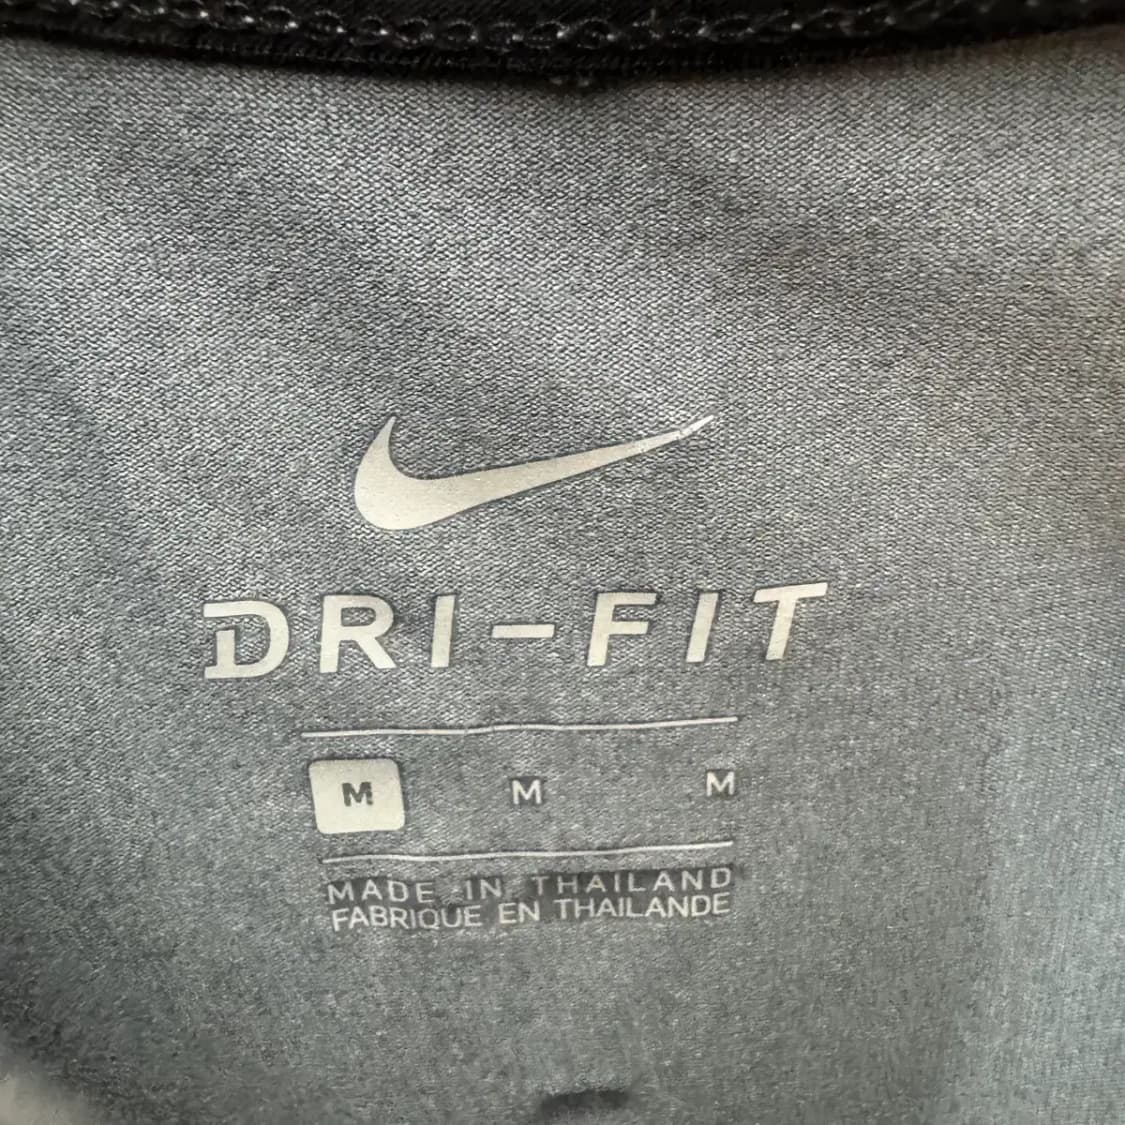 DRI-FIT
M M M
MADE IN THAILAND
FABRIQUE EN THAILANDE